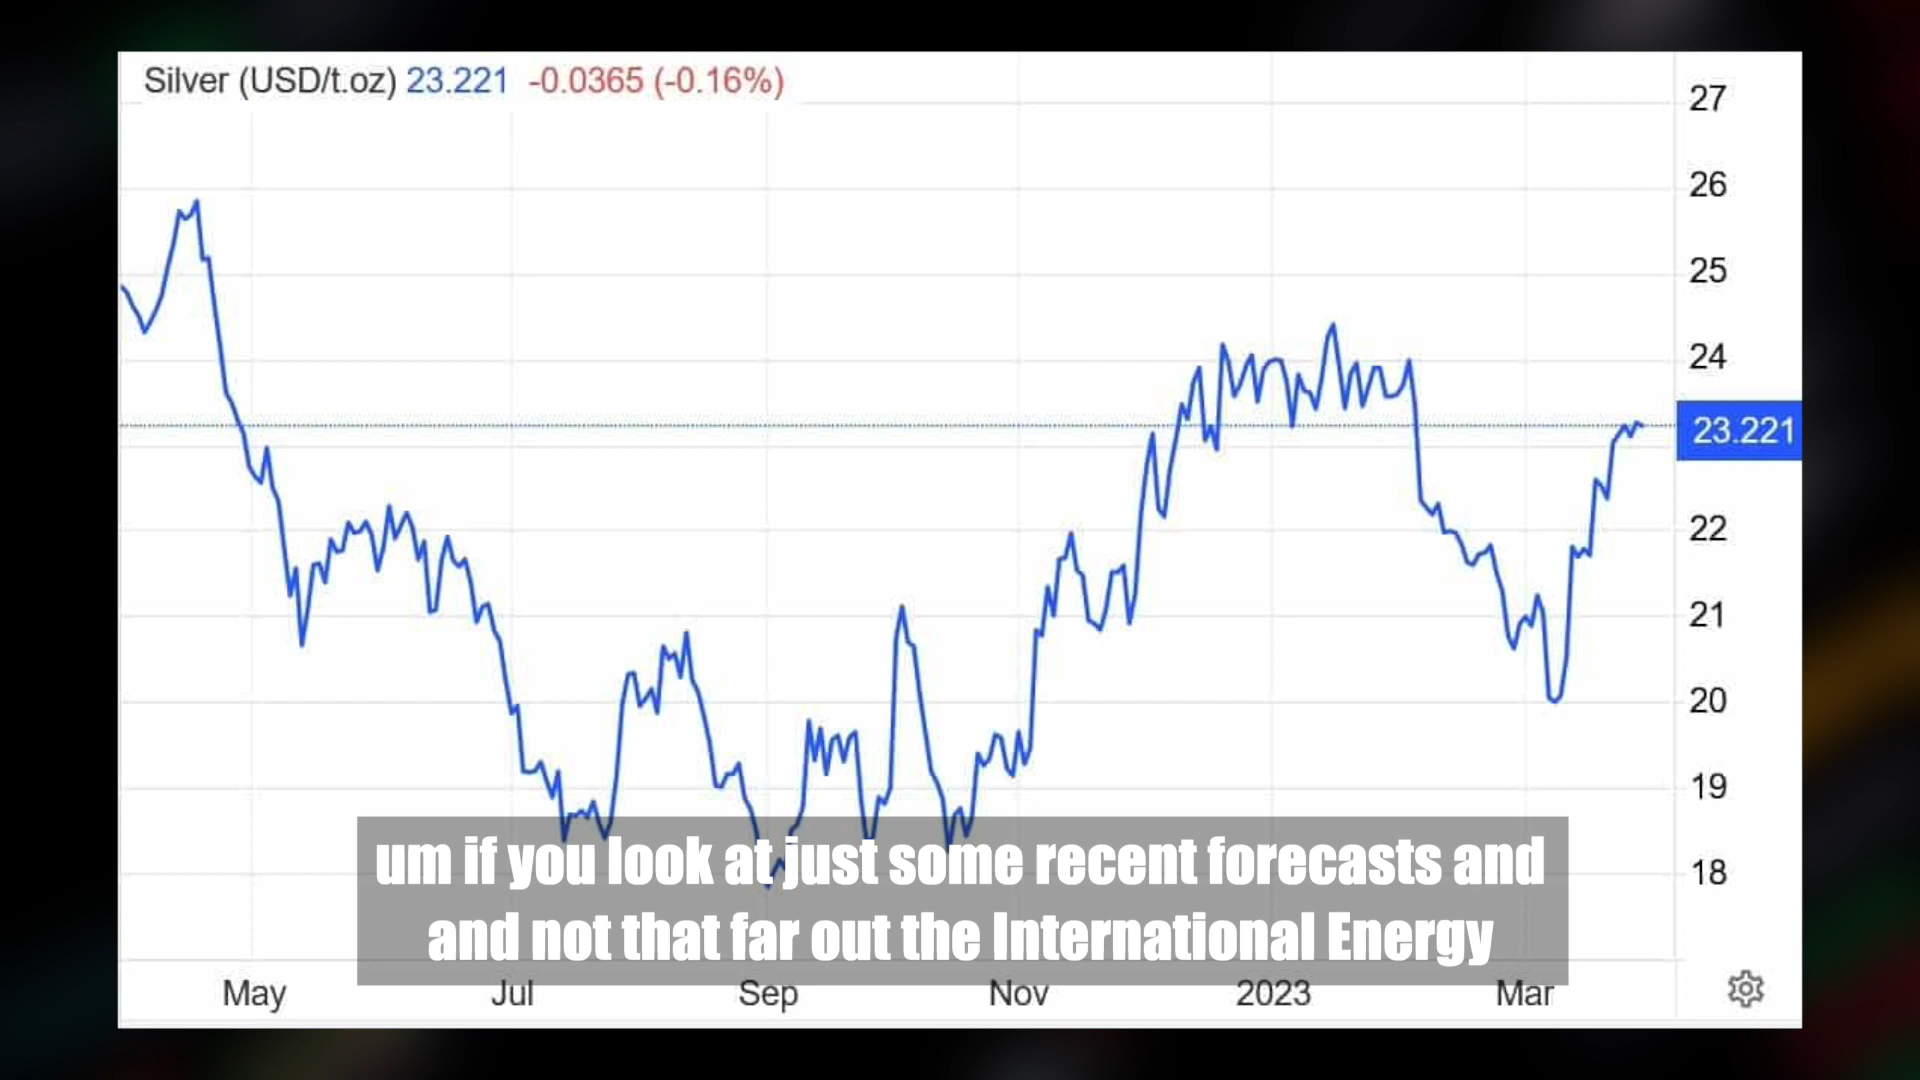 Silver (USD/t.oz) 23.221 -0.0365 (-0.16%)
27
26
25
24
23.221
22
21
20
19
18
um if you look at just some recent forecasts and
and not that far out the International Energy
May Jul Sep Nov 2023 Mar